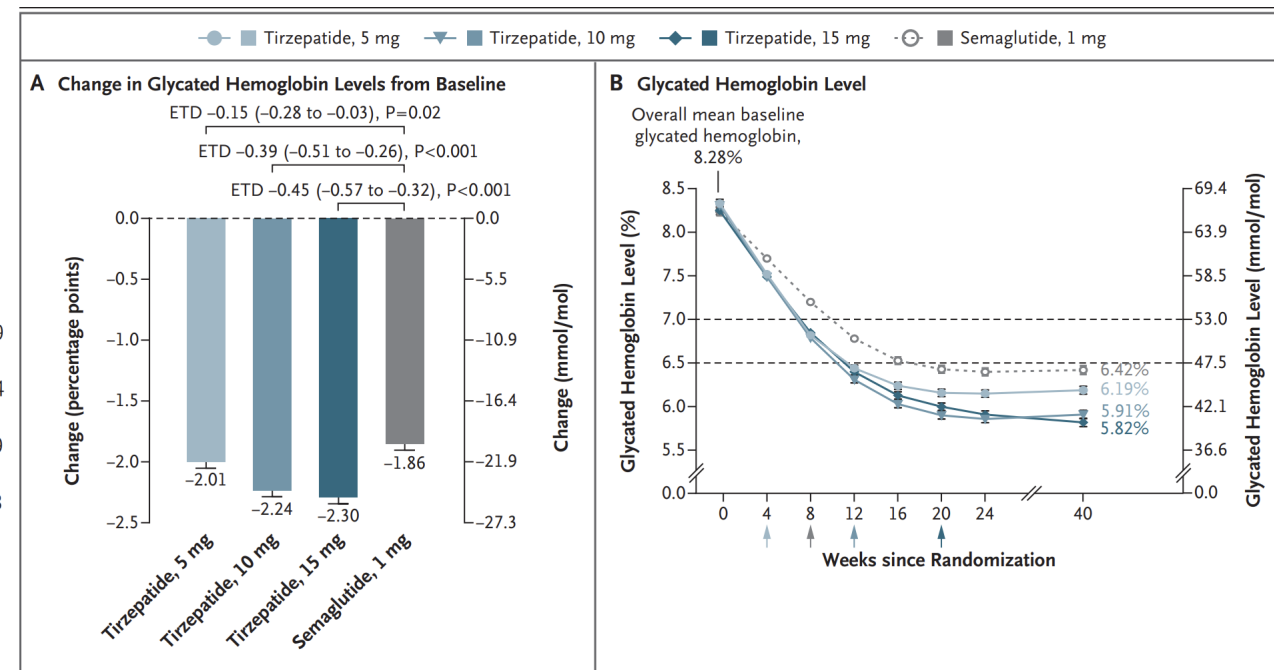 Tirzepatide, 5 mg Tirzepatide, 10 mg Tirzepatide, 15 mg Semaglutide, 1 mg
A Change in Glycated Hemoglobin Levels from Baseline
ETD –0.15 (–0.28 to –0.03), P=0.02
ETD –0.39 (–0.51 to –0.26), P<0.001
ETD –0.45 (–0.57 to –0.32), P<0.001
Change (percentage points)
0.0
–0.5
–1.0
–1.5
–2.0
–2.5
–2.01
–2.24
–2.30
–1.86
0.0
–5.5
–10.9
–16.4
–21.9
–27.3
Change (mmol/mol)
Tirzepatide, 5 mg
Tirzepatide, 10 mg
Tirzepatide, 15 mg
Semaglutide, 1 mg
B Glycated Hemoglobin Level
Overall mean baseline
glycated hemoglobin,
8.28%
Glycated Hemoglobin Level (%)
8.5
8.0
7.5
7.0
6.5
6.0
5.5
0.0
6.42%
6.19%
5.91%
5.82%
69.4
63.9
58.5
53.0
47.5
42.1
36.6
0.0
Glycated Hemoglobin Level (mmol/mol)
0 4 8 12 16 20 24 40
Weeks since Randomization